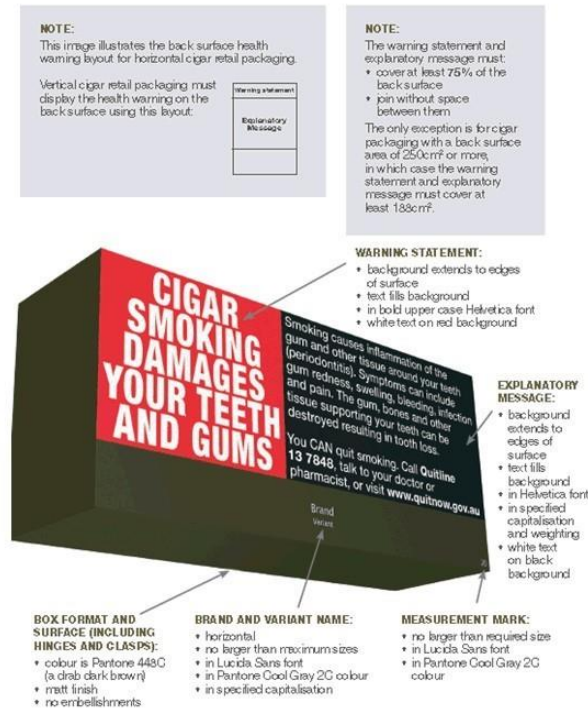 NOTE:
This image illustrates the back surface health
warning layout for horizontal cigar retail packaging.
Vertical cigar retail packaging must
display the health warning on the
back surface using this layout:
Warning statement
Explanatory
Message
NOTE:
The warning statement and
explanatory message must:
• cover at least 75% of the
back surface
• join without space
between them
The only exception is for cigar
packaging with a back surface
area of 250cm² or more,
in which case the warning
statement and explanatory
message must cover at
least 188cm².
WARNING STATEMENT:
• background extends to edges
of surface
• text fills background
• in bold upper case Helvetica font
• white text on red background
CIGAR
SMOKING
DAMAGES
YOUR TEETH
AND GUMS
Smoking causes inflammation of the
gum and other tissue around your teeth
(periodontitis). Symptoms can include
gum redness, swelling, bleeding, infection
and pain. The gum, bones and other
tissue supporting your teeth can be
destroyed resulting in tooth loss.
You CAN quit smoking. Call Quitline
13 7848, talk to your doctor or
pharmacist, or visit www.quitnow.gov.au
Brand
Variant
EXPLANATORY
MESSAGE:
• background
extends to
edges of
surface
• text fills
background
• in Helvetica font
• in specified
capitalisation
and weighting
• white text
on black
background
BOX FORMAT AND
SURFACE (INCLUDING
HINGES AND CLASPS):
• colour is Pantone 448C
(a drab dark brown)
• matt finish
• no embellishments
BRAND AND VARIANT NAME:
• horizontal
• no larger than maximum sizes
• in Lucida Sans font
• in Pantone Cool Gray 2C colour
• in specified capitalisation
MEASUREMENT MARK:
• no larger than required size
• in Lucida Sans font
• in Pantone Cool Gray 2C
colour